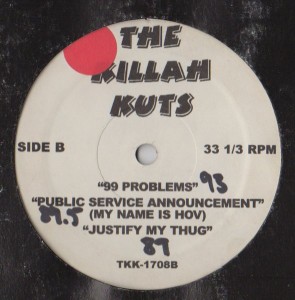 THE
KILLAH
KUTS
SIDE B 33 1/3 RPM
"99 PROBLEMS" 93
"PUBLIC SERVICE ANNOUNCEMENT"
89.5 (MY NAME IS HOV)
"JUSTIFY MY THUG"
89
TKK-1708B